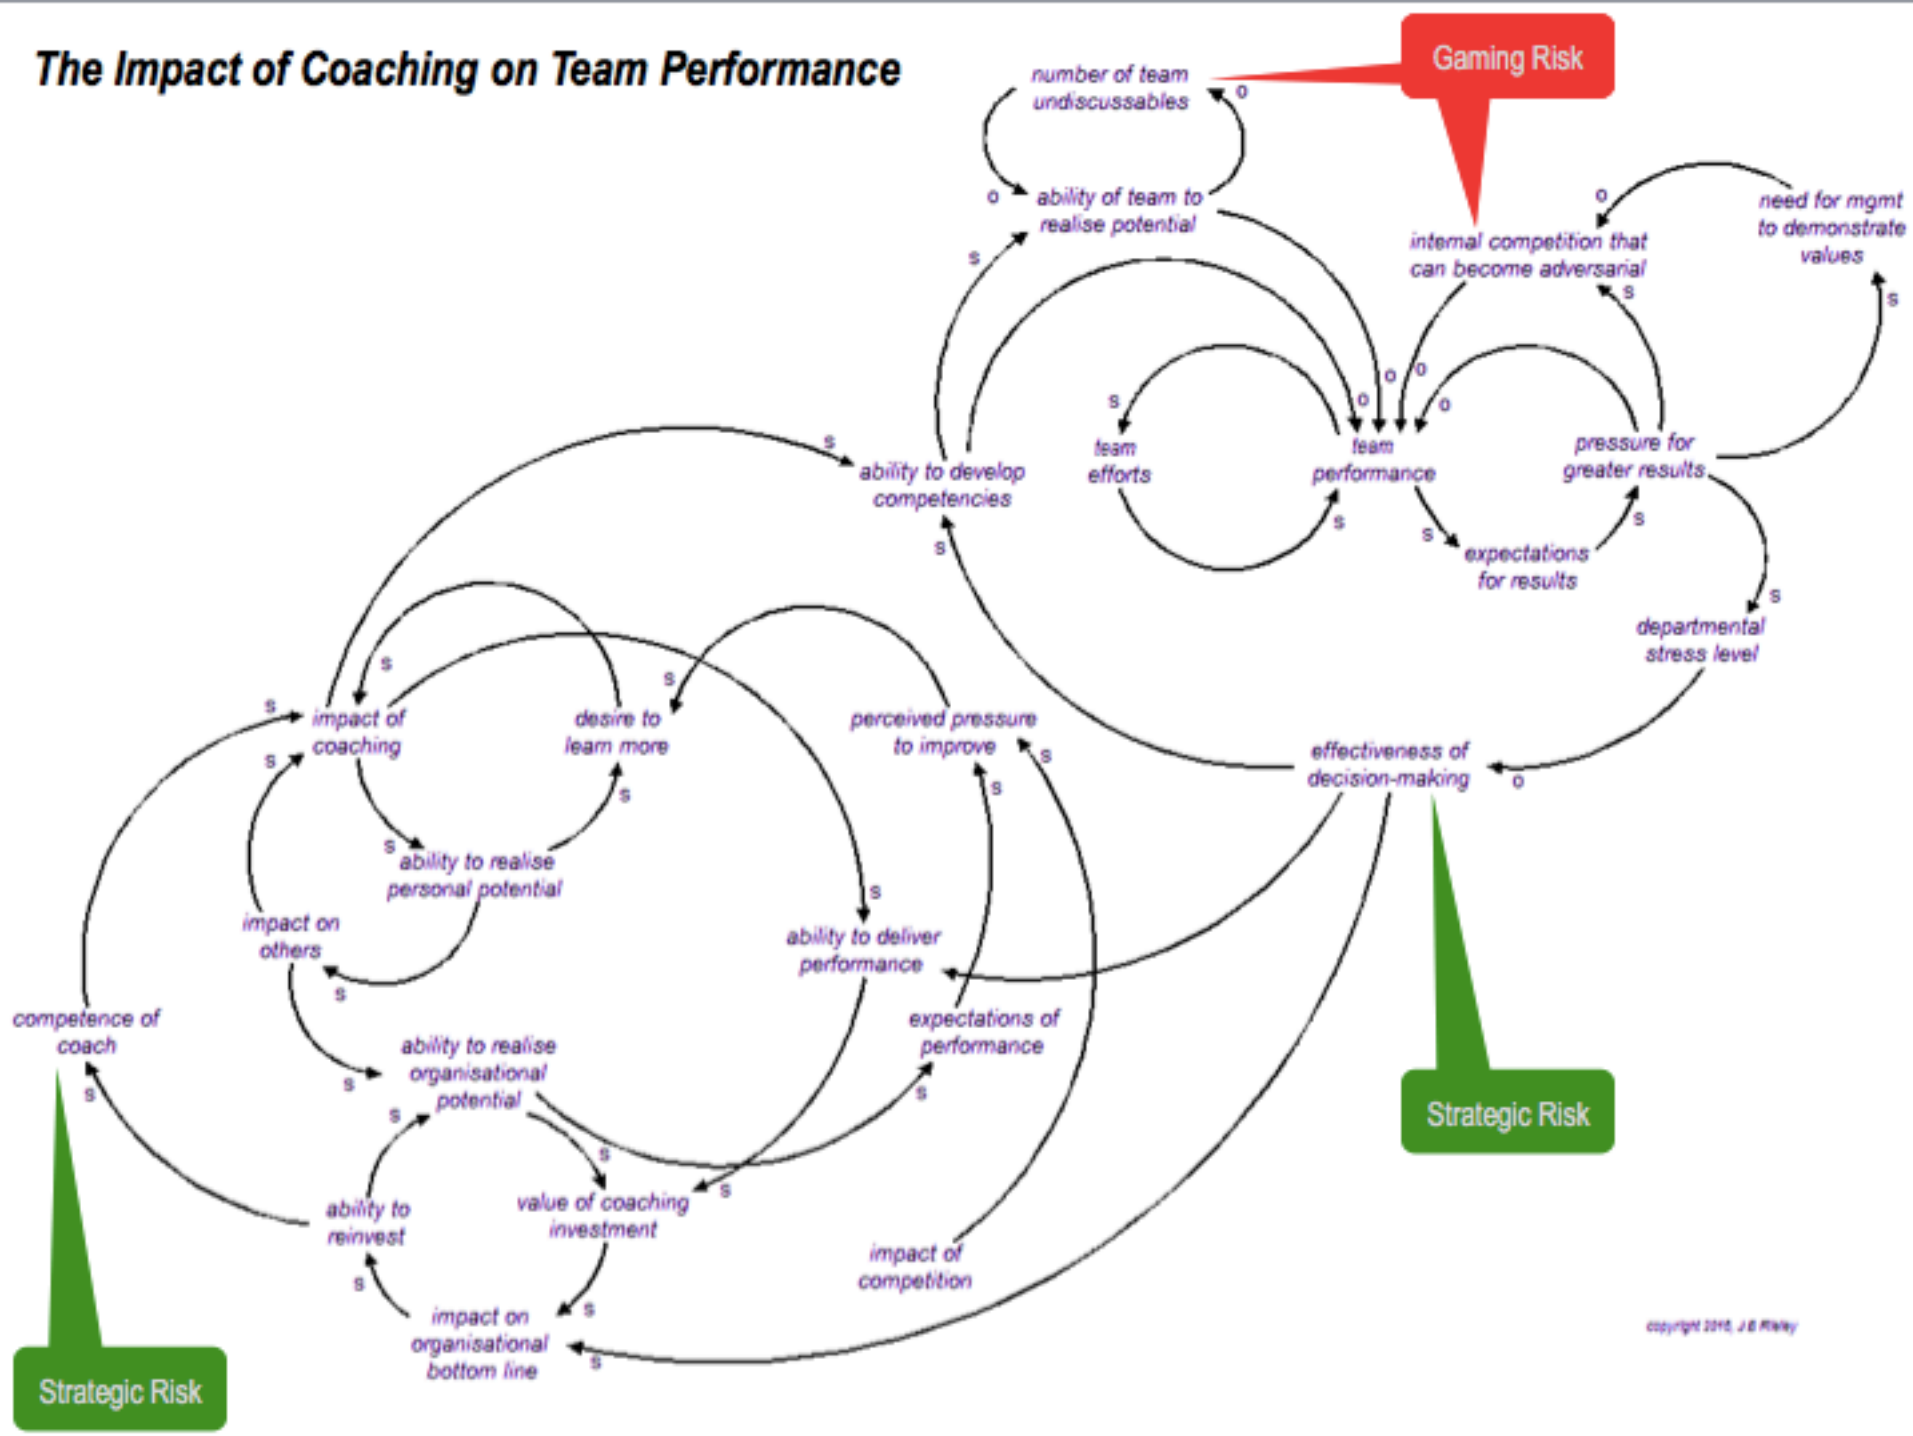 The Impact of Coaching on Team Performance
Gaming Risk
number of team
undiscussables
o
o
ability of team to
realise potential
s
internal competition that
can become adversarial
o
s
need for mgmt
to demonstrate
values
s
o
o
o
o
s
team
efforts
team
performance
s
pressure for
greater results
s
s
expectations
for results
s
departmental
stress level
s
ability to develop
competencies
s
effectiveness of
decision-making
o
s
s
impact of
coaching
s
s
desire to
learn more
s
s
perceived pressure
to improve
s
s
s
ability to realise
personal potential
impact on
others
s
s
ability to deliver
performance
competence of
coach
s
expectations of
performance
s
ability to realise
organisational
potential
s
s
s
Strategic Risk
ability to
reinvest
value of coaching
investment
s
s
impact of
competition
s
impact on
organisational
bottom line
s
copyright
Strategic Risk